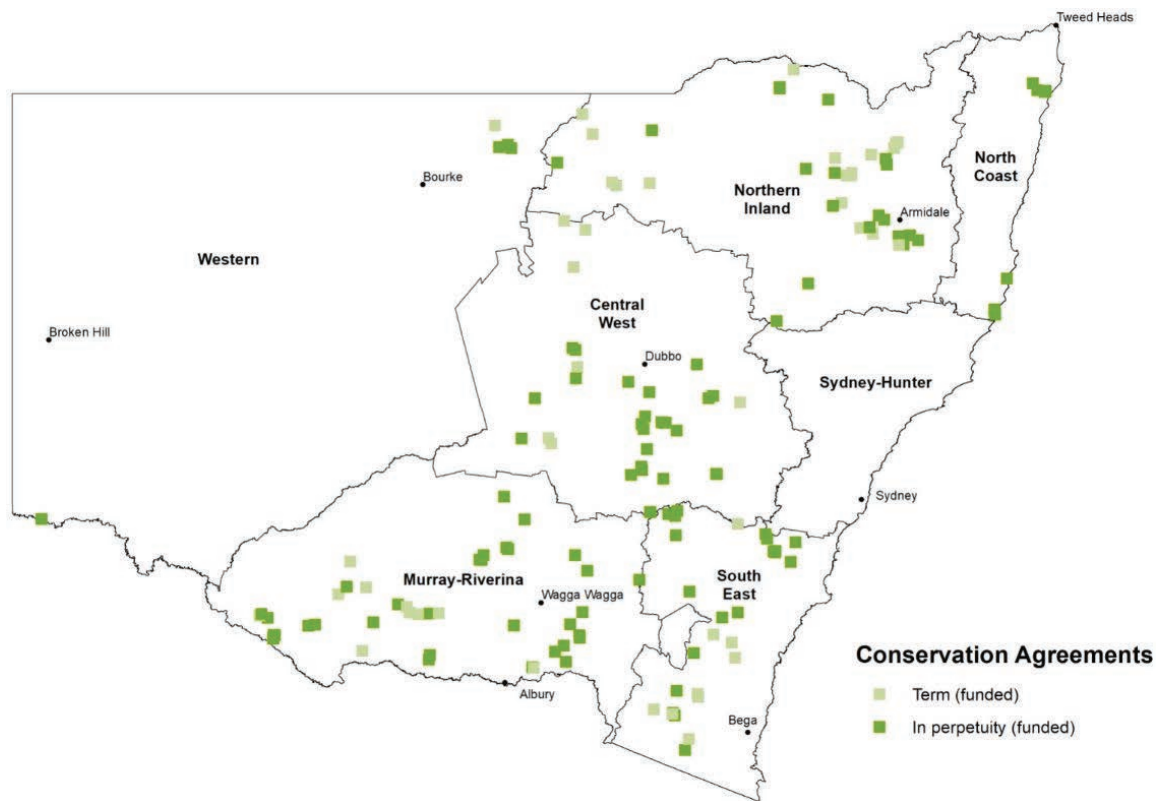 Tweed Heads
North
Coast
Bourke
Northern
Inland
Armidale
Western
Central
West
Broken Hill
Dubbo
Sydney-Hunter
Sydney
Murray-Riverina
South
East
Wagga Wagga
Conservation Agreements
Term (funded)
Albury
In perpetuity (funded)
Bega